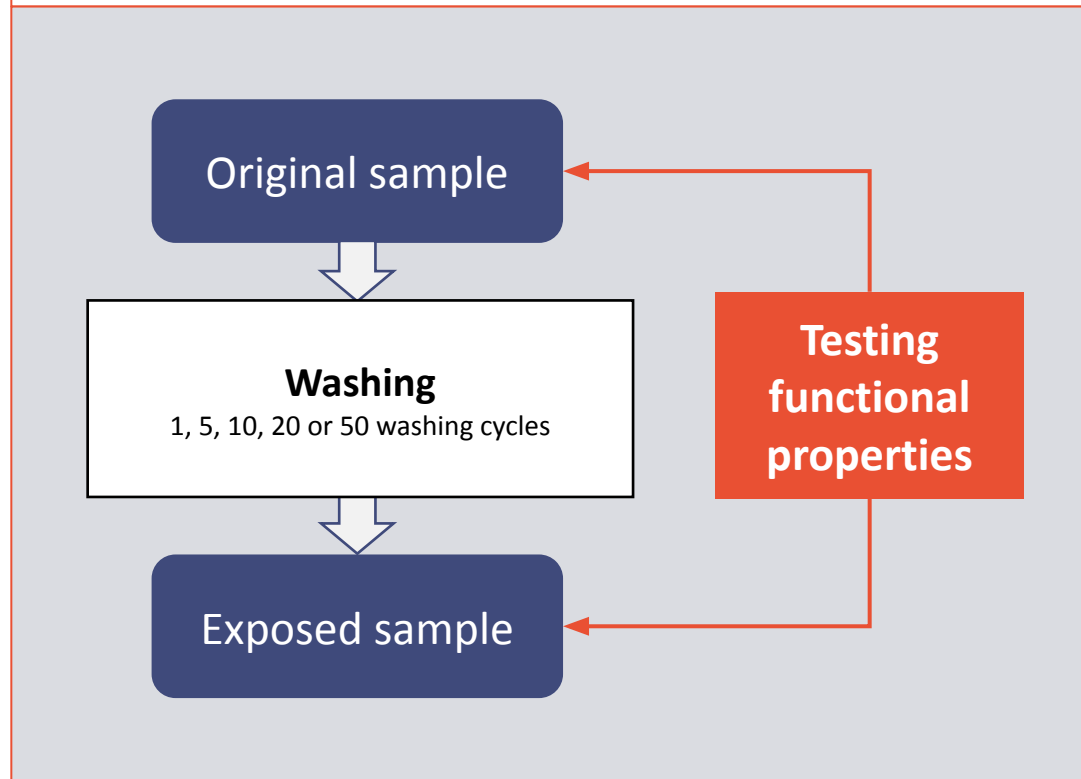 Original sample
Washing
1, 5, 10, 20 or 50 washing cycles
Testing
functional
properties
Exposed sample